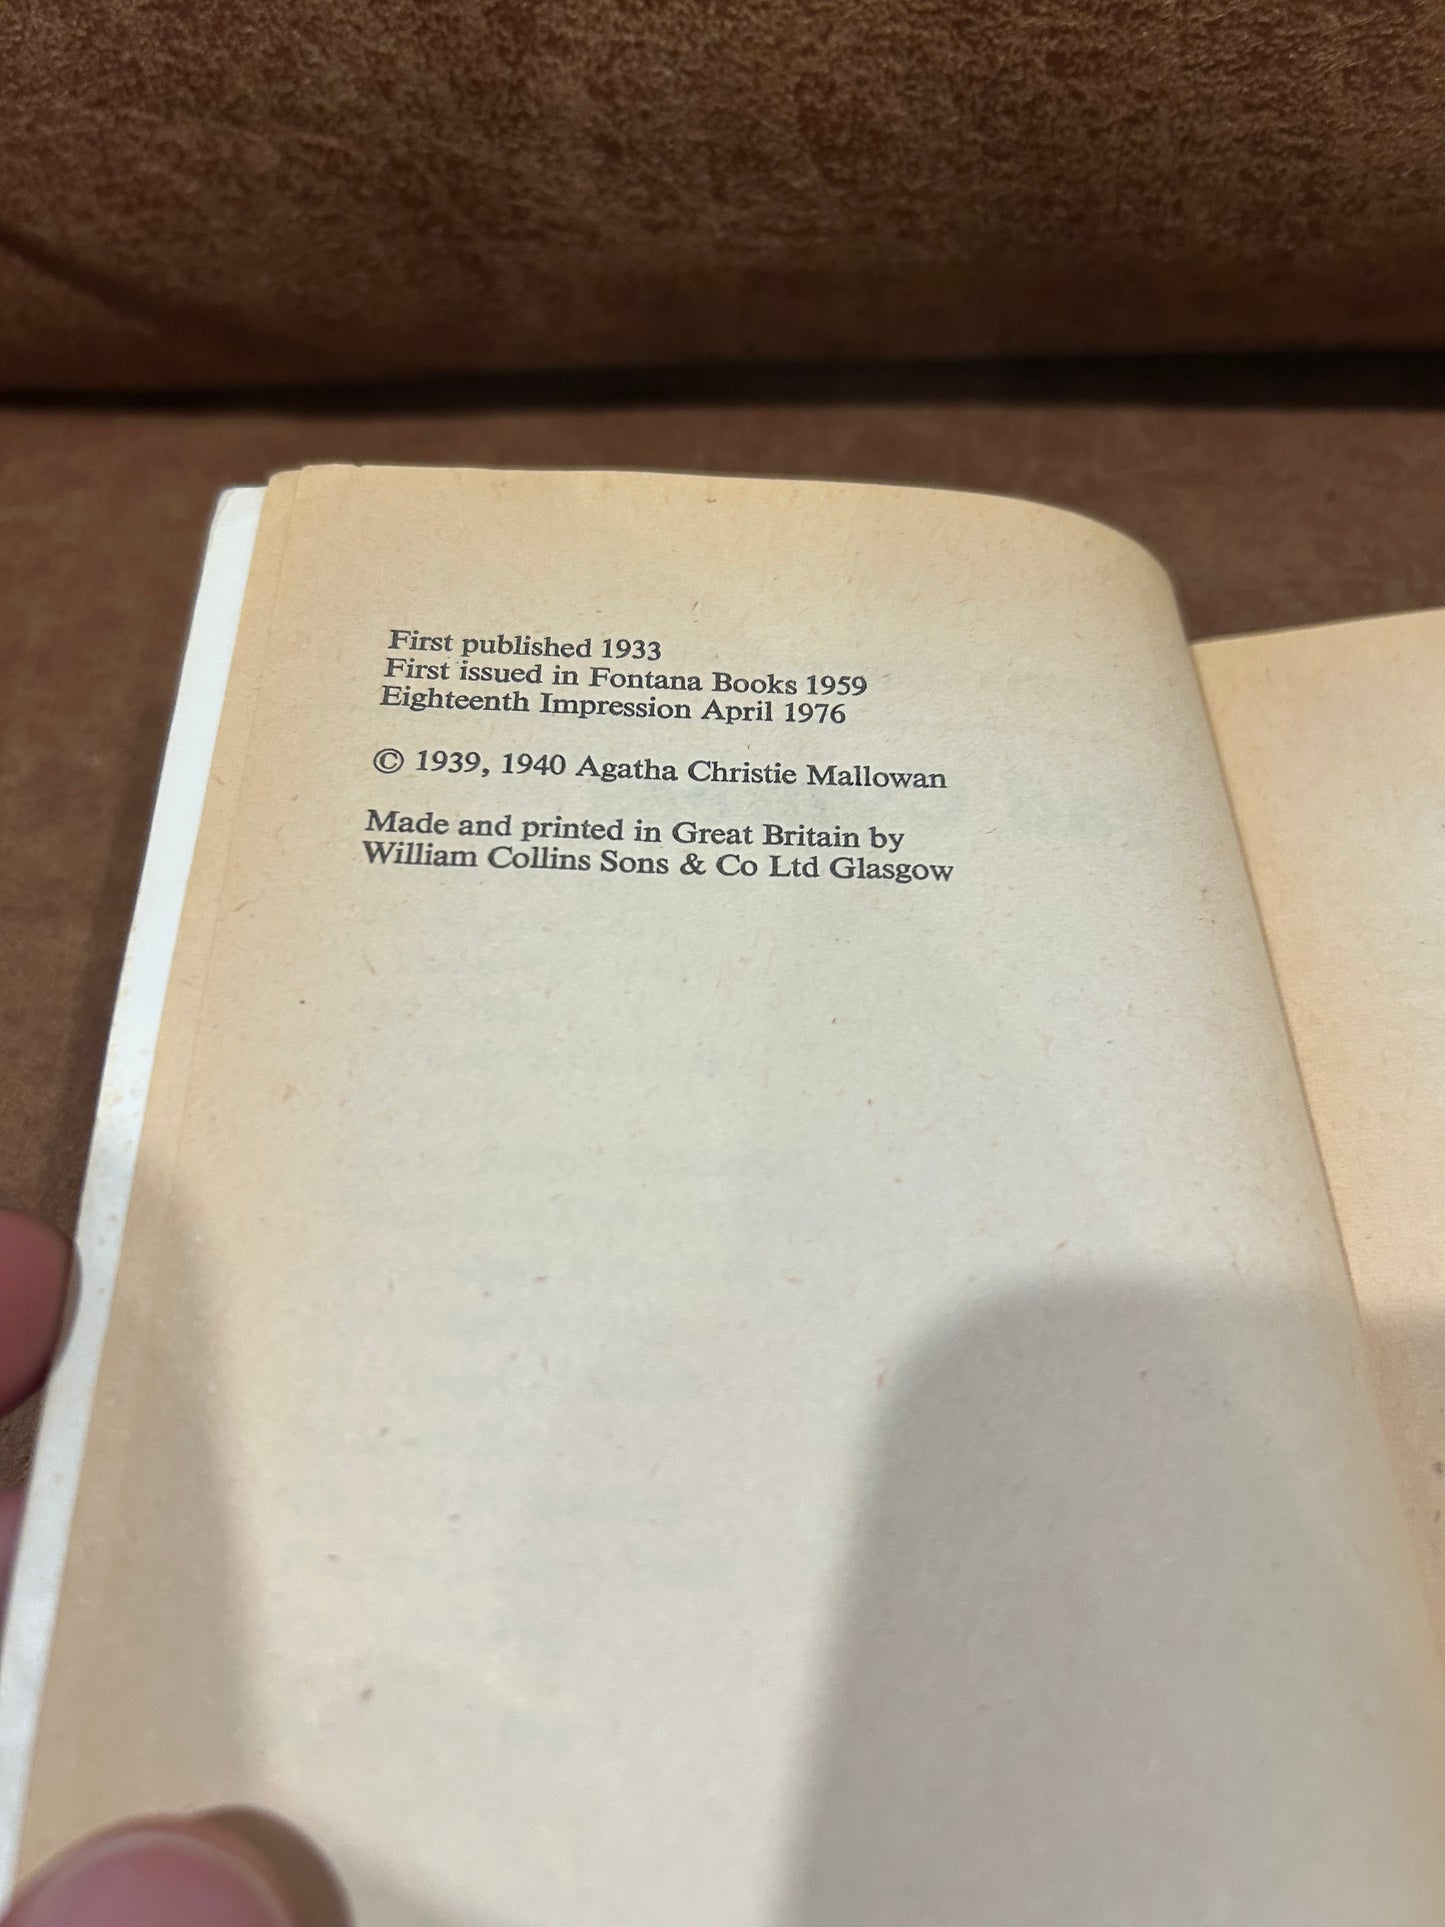 First published 1933
First issued in Fontana Books 1959
Eighteenth Impression April 1976
© 1939, 1940 Agatha Christie Mallowan
Made and printed in Great Britain by
William Collins Sons & Co Ltd Glasgow